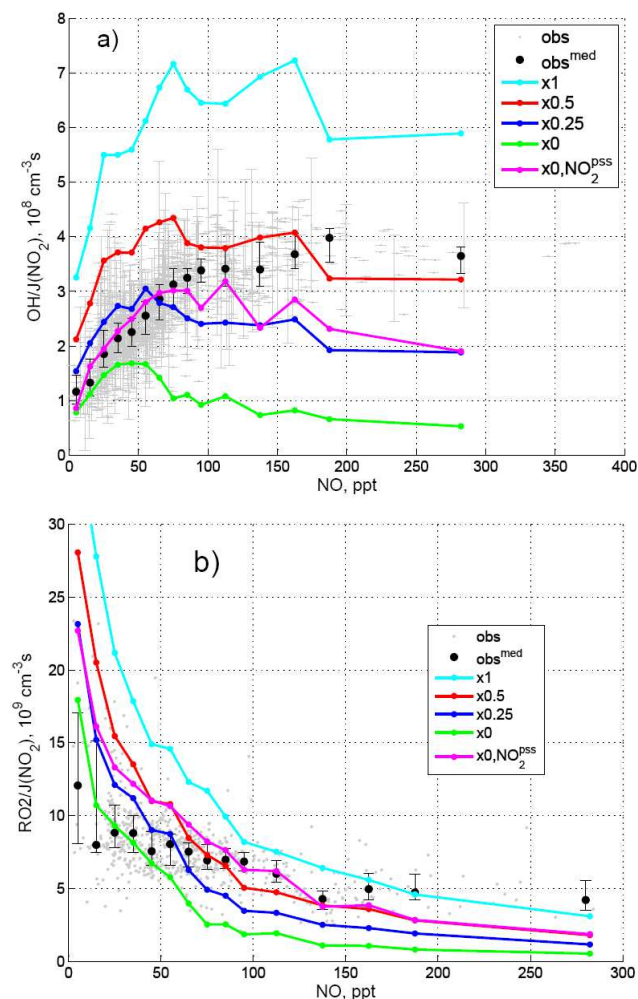 a)
8
7
6
5
4
3
2
1
0
OH/J(NO2), 10^8 cm^-3s
0 50 100 150 200 250 300 350 400
NO, ppt
obs
obs^med
x1
x0.5
x0.25
x0
x0,NO2^pss
b)
30
25
20
15
10
5
0
RO2/J(NO2), 10^9 cm^-3s
0 50 100 150 200 250 300
NO, ppt
obs
obs^med
x1
x0.5
x0.25
x0
x0,NO2^pss